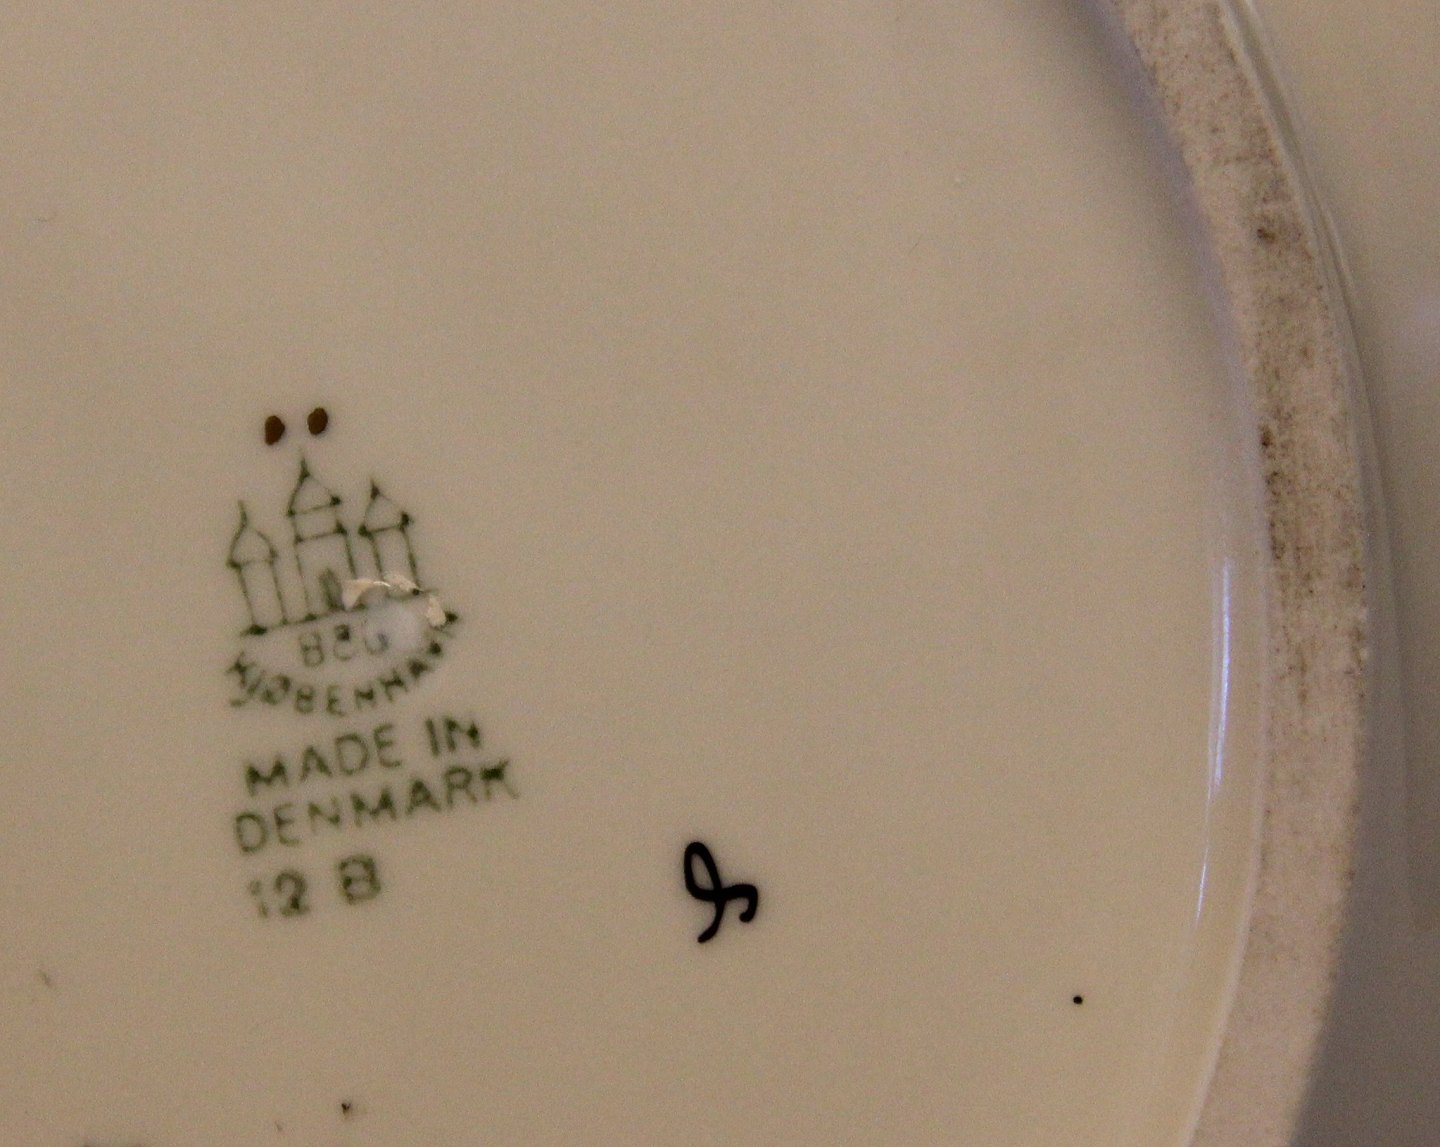 B&G
KJØBENHAVN
MADE IN
DENMARK
12 B